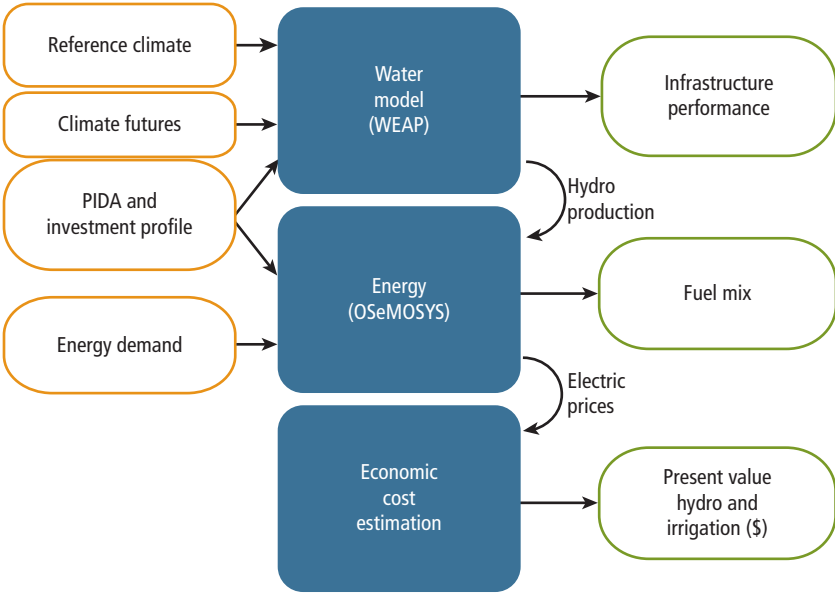 Reference climate
Climate futures
PIDA and
investment profile
Energy demand
Water
model
(WEAP)
Hydro
production
Energy
(OSeMOSYS)
Electric
prices
Economic
cost
estimation
Infrastructure
performance
Fuel mix
Present value
hydro and
irrigation ($)